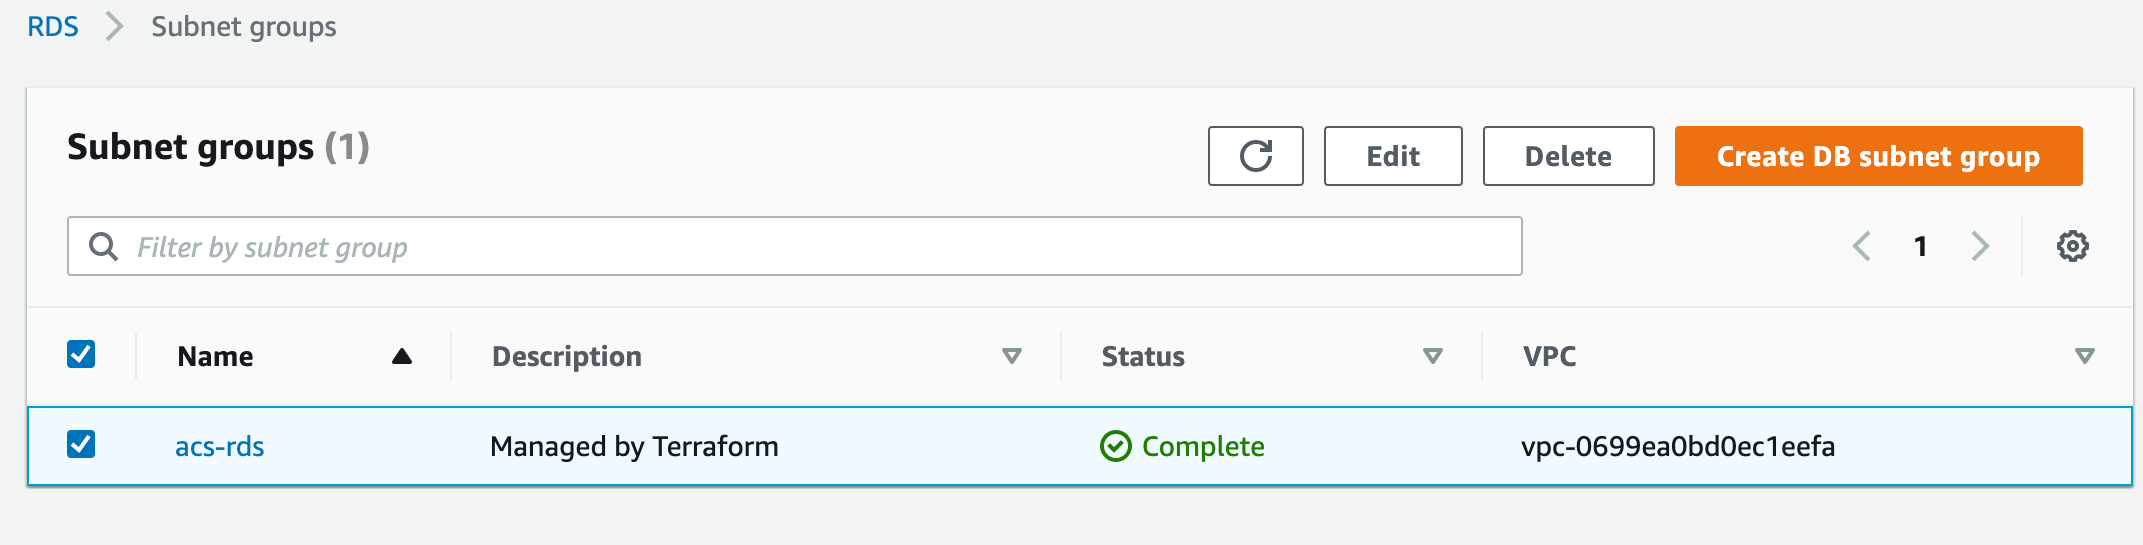 RDS Subnet groups
Subnet groups (1)
Edit
Delete
Create DB subnet group
Filter by subnet group
1
Name Description Status VPC
acs-rds Managed by Terraform Complete vpc-0699ea0bd0ec1eefa